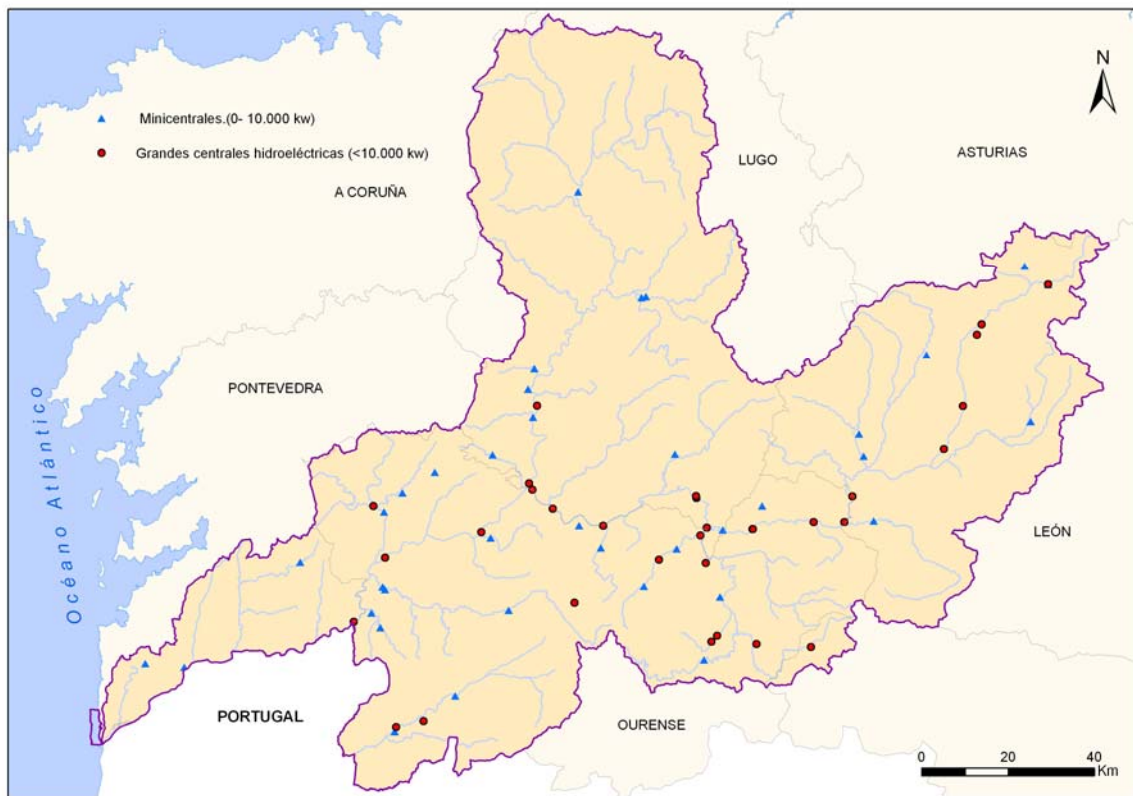 N
Minicentrales.(0- 10.000 kw)
Grandes centrales hidroeléctricas (<10.000 kw)
LUGO
ASTURIAS
A CORUÑA
PONTEVEDRA
Océano Atlántico
LEÓN
PORTUGAL
OURENSE
0 20 40
Km